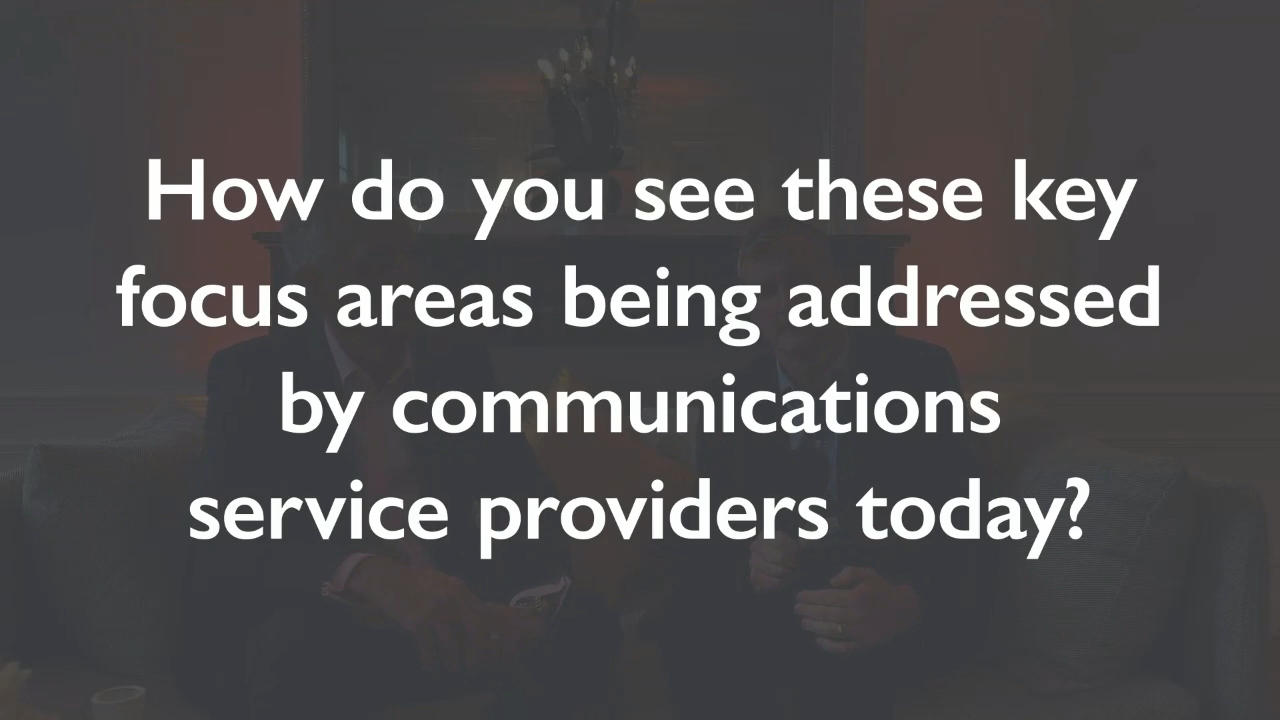 How do you see these key
focus areas being addressed
by communications
service providers today?